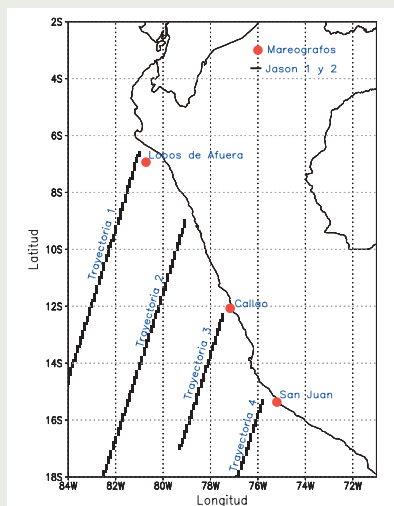 2S
Mareografos
4S
Jason 1 y 2
6S
Lobos de Afuera
8S
Trayectoria 1
10S
Latitud
Trayectoria 2
12S
Callao
Trayectoria 3
14S
San Juan
16S
Trayectoria 4
18S
84W 82W 80W 78W 76W 74W 72W
Longitud